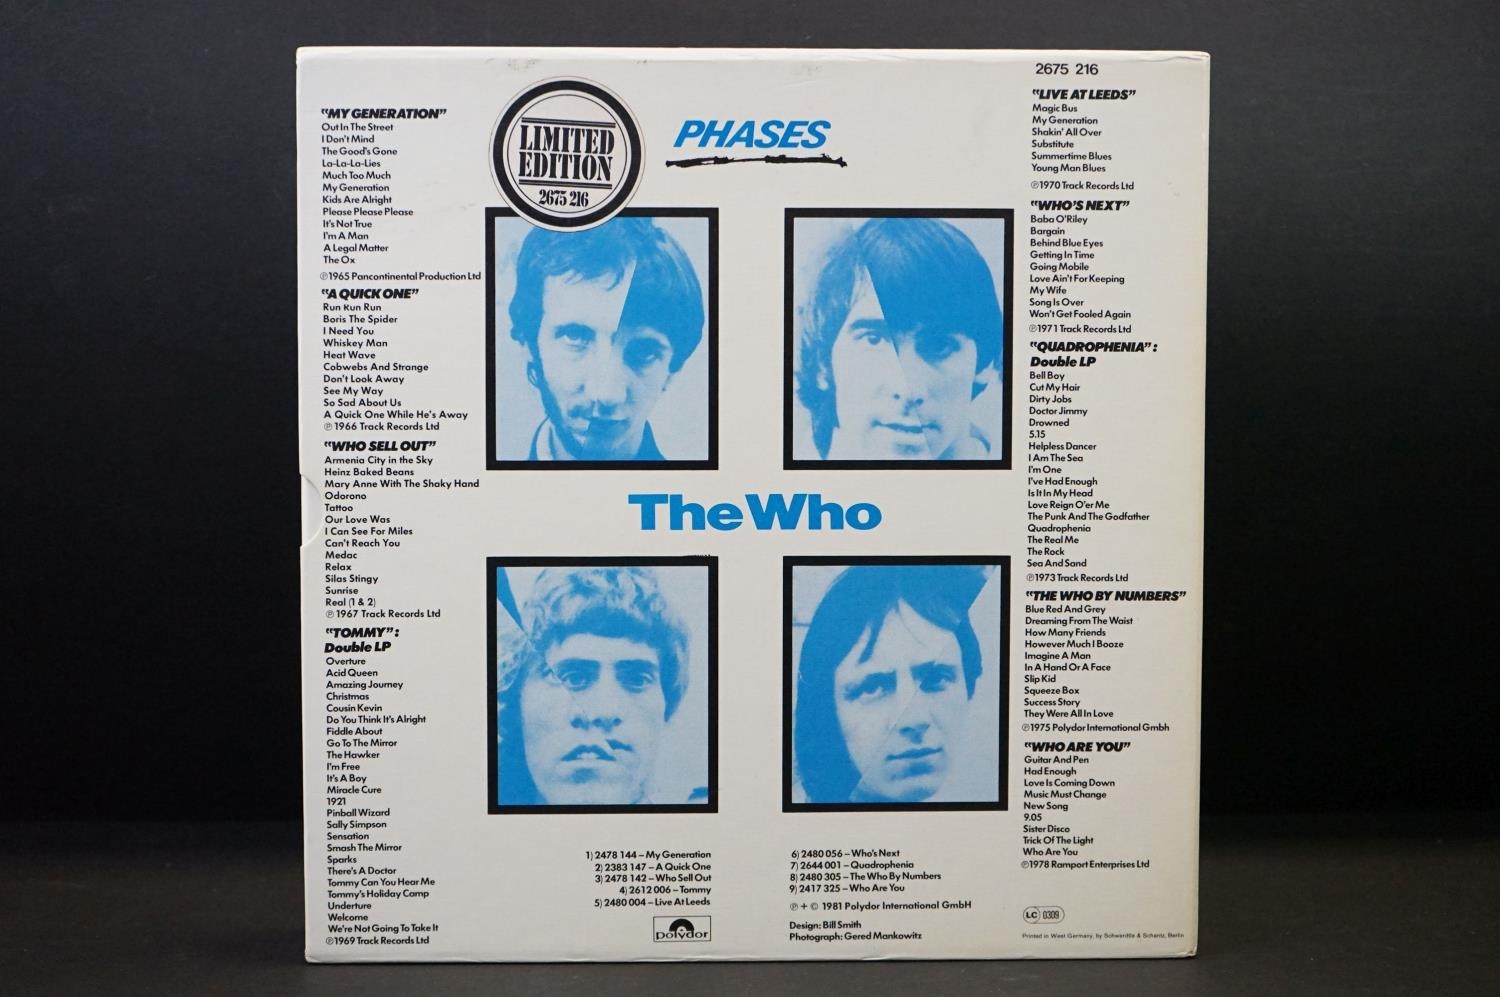 2675 216
"MY GENERATION"
Out In The Street
I Don't Mind
The Good's Gone
La-La-La-Lies
Much Too Much
My Generation
Kids Are Alright
Please Please Please
It's Not True
I'm A Man
A Legal Matter
The Ox
℗1965 Pancontinental Production Ltd
"A QUICK ONE"
Run Run Run
Boris The Spider
I Need You
Whiskey Man
Heat Wave
Cobwebs And Strange
Don't Look Away
See My Way
So Sad About Us
A Quick One While He's Away
℗ 1966 Track Records Ltd
"WHO SELL OUT"
Armenia City in the Sky
Heinz Baked Beans
Mary Anne With The Shaky Hand
Odorono
Tattoo
Our Love Was
I Can See For Miles
Can't Reach You
Medac
Relax
Silas Stingy
Sunrise
Real (1 & 2)
℗ 1967 Track Records Ltd
"TOMMY":
Double LP
Overture
Acid Queen
Amazing Journey
Christmas
Cousin Kevin
Do You Think It's Alright
Fiddle About
Go To The Mirror
The Hawker
I'm Free
It's A Boy
Miracle Cure
1921
Pinball Wizard
Sally Simpson
Sensation
Smash The Mirror
Sparks
There's A Doctor
Tommy Can You Hear Me
Tommy's Holiday Camp
Underture
Welcome
We're Not Going To Take It
℗1969 Track Records Ltd
LIMITED
EDITION
2675 216
PHASES
The Who
1) 2478 144 – My Generation
2) 2383 147 – A Quick One
3) 2478 142 – Who Sell Out
4) 2612 006 – Tommy
5) 2480 004 – Live At Leeds
polydor
6) 2480 056 – Who's Next
7) 2644 001 – Quadrophenia
8) 2480 305 – The Who By Numbers
9) 2417 325 – Who Are You
℗ + © 1981 Polydor International GmbH
Design: Bill Smith
Photograph: Gered Mankowitz
"LIVE AT LEEDS"
Magic Bus
My Generation
Shakin' All Over
Substitute
Summertime Blues
Young Man Blues
℗1970 Track Records Ltd
"WHO'S NEXT"
Baba O'Riley
Bargain
Behind Blue Eyes
Getting In Time
Going Mobile
Love Ain't For Keeping
My Wife
Song Is Over
Won't Get Fooled Again
℗1971 Track Records Ltd
"QUADROPHENIA":
Double LP
Bell Boy
Cut My Hair
Dirty Jobs
Doctor Jimmy
Drowned
5.15
Helpless Dancer
I Am The Sea
I'm One
I've Had Enough
Is It In My Head
Love Reign O'er Me
The Punk And The Godfather
Quadrophenia
The Real Me
The Rock
Sea And Sand
℗1973 Track Records Ltd
"THE WHO BY NUMBERS"
Blue Red And Grey
Dreaming From The Waist
How Many Friends
However Much I Booze
Imagine A Man
In A Hand Or A Face
Slip Kid
Squeeze Box
Success Story
They Were All In Love
℗1975 Polydor International Gmbh
"WHO ARE YOU"
Guitar And Pen
Had Enough
Love Is Coming Down
Music Must Change
New Song
9.05
Sister Disco
Trick Of The Light
Who Are You
℗1978 Ramport Enterprises Ltd
LC 0309
Printed in West Germany, by Schwerdtle & Schantz, Berlin